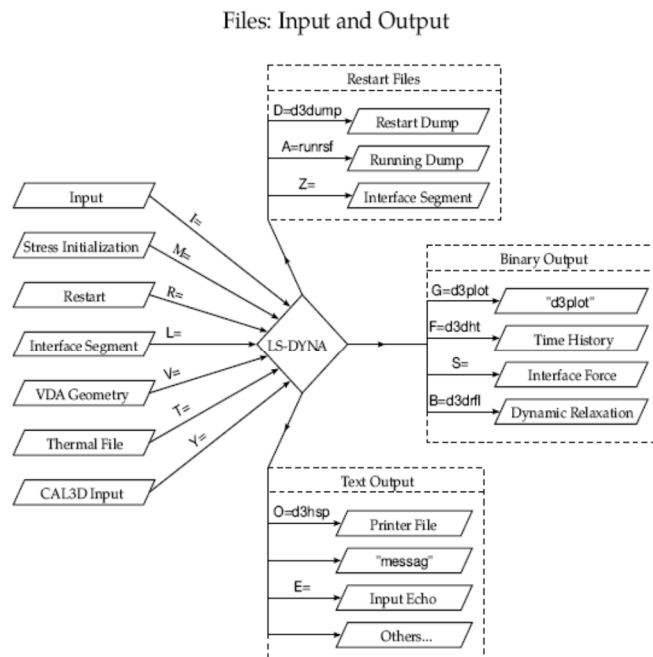 Files: Input and Output
Restart Files
D=d3dump
Restart Dump
A=runrsf
Running Dump
Z=
Interface Segment
Input
I=
Stress Initialization
M=
Restart
R=
Interface Segment
L=
VDA Geometry
V=
Thermal File
T=
CAL3D Input
Y=
LS-DYNA
Binary Output
G=d3plot
"d3plot"
F=d3dht
Time History
S=
Interface Force
B=d3drfl
Dynamic Relaxation
Text Output
O=d3hsp
Printer File
"messag"
E=
Input Echo
Others...